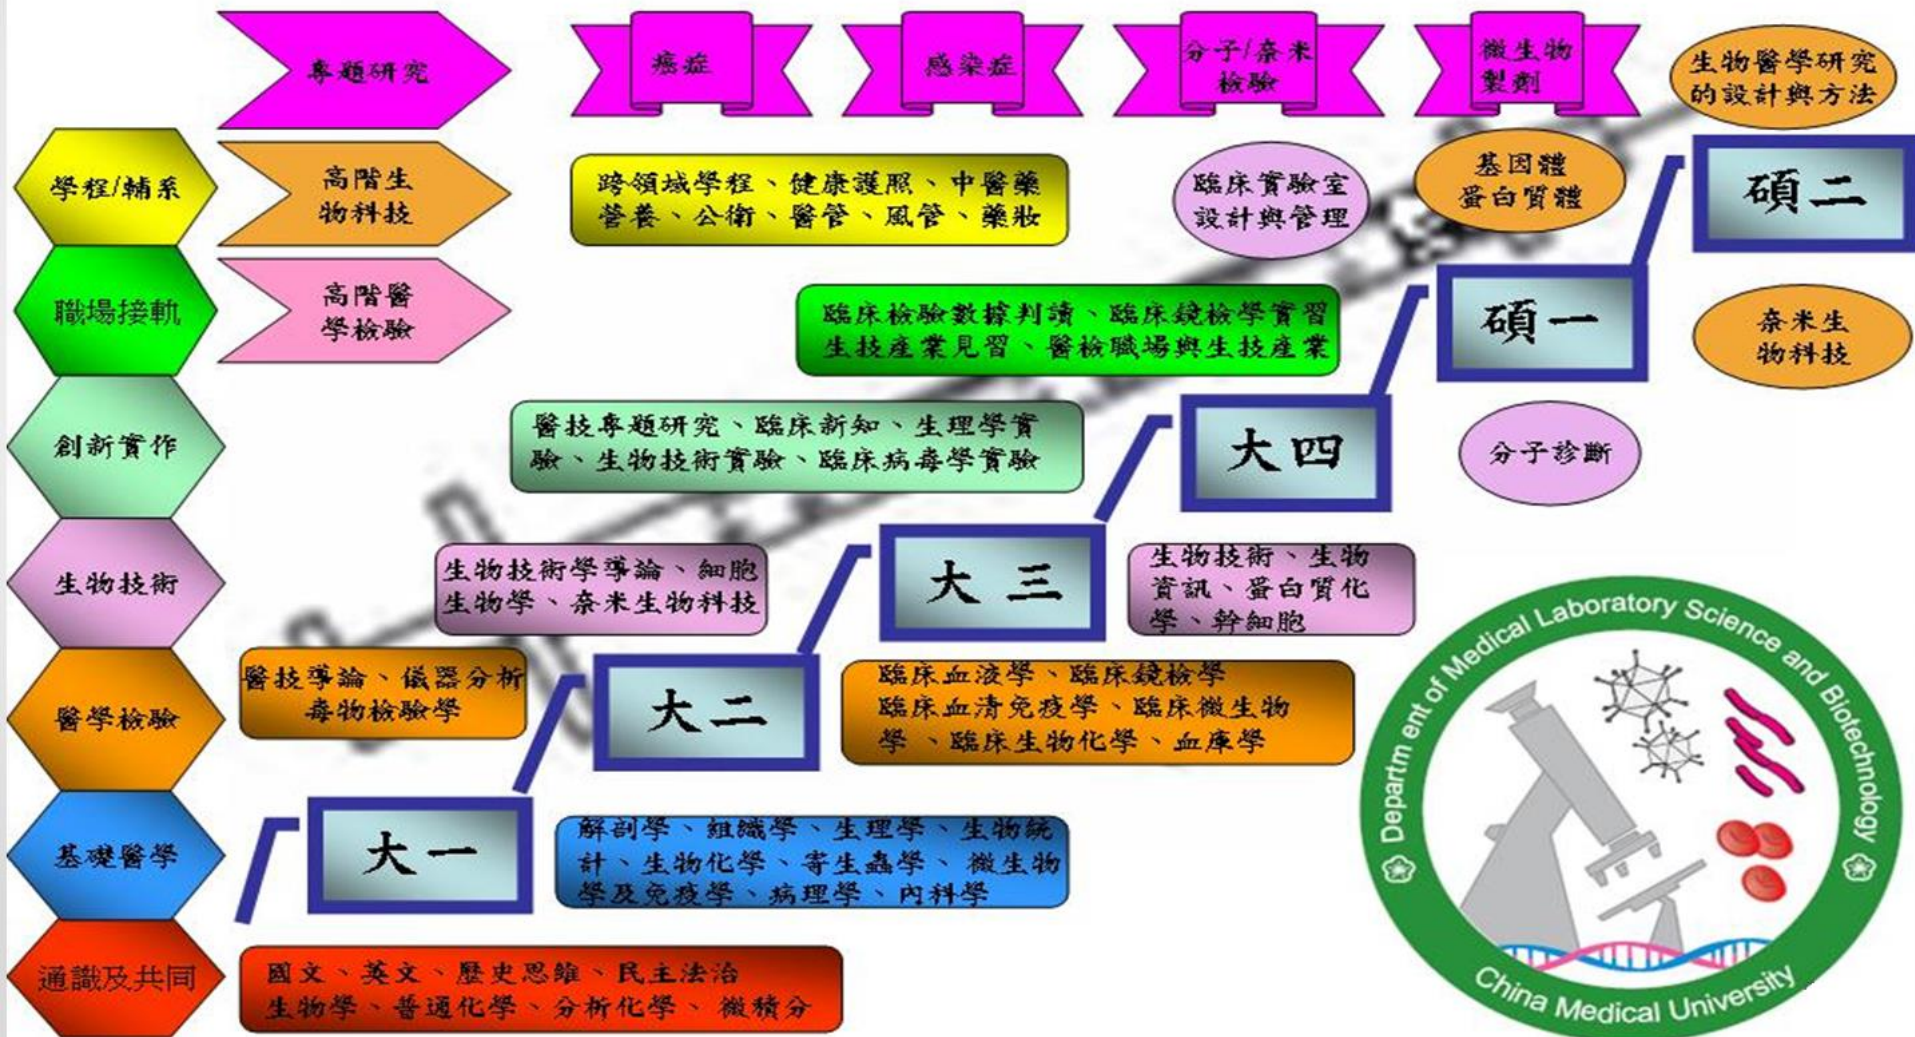 專題研究
癌症
感染症
分子/奈米
檢驗
微生物
製劑
生物醫學研究
的設計與方法
學程/輔系
高階生
物科技
跨領域學程、健康護照、中醫藥
營養、公衛、醫管、風管、藥妝
臨床實驗室
設計與管理
基因體
蛋白質體
碩二
職場接軌
高階醫
學檢驗
臨床檢驗數據判讀、臨床鏡檢學實習
生技產業見習、醫檢職場與生技產業
碩一
奈米生
物科技
創新實作
醫技專題研究、臨床新知、生理學實
驗、生物技術實驗、臨床病毒學實驗
大四
分子診斷
生物技術
生物技術學導論、細胞
生物學、奈米生物科技
大三
生物技術、生物
資訊、蛋白質化
學、幹細胞
醫學檢驗
醫技導論、儀器分析
毒物檢驗學
大二
臨床血液學、臨床鏡檢學
臨床血清免疫學、臨床微生物
學、臨床生物化學、血庫學
基礎醫學
大一
解剖學、組織學、生理學、生物統
計、生物化學、寄生蟲學、微生物
學及免疫學、病理學、內科學
通識及共同
國文、英文、歷史思維、民主法治
生物學、普通化學、分析化學、微積分
Departm ent of Medical Laboratory Science and Biotechnology
China Medical University